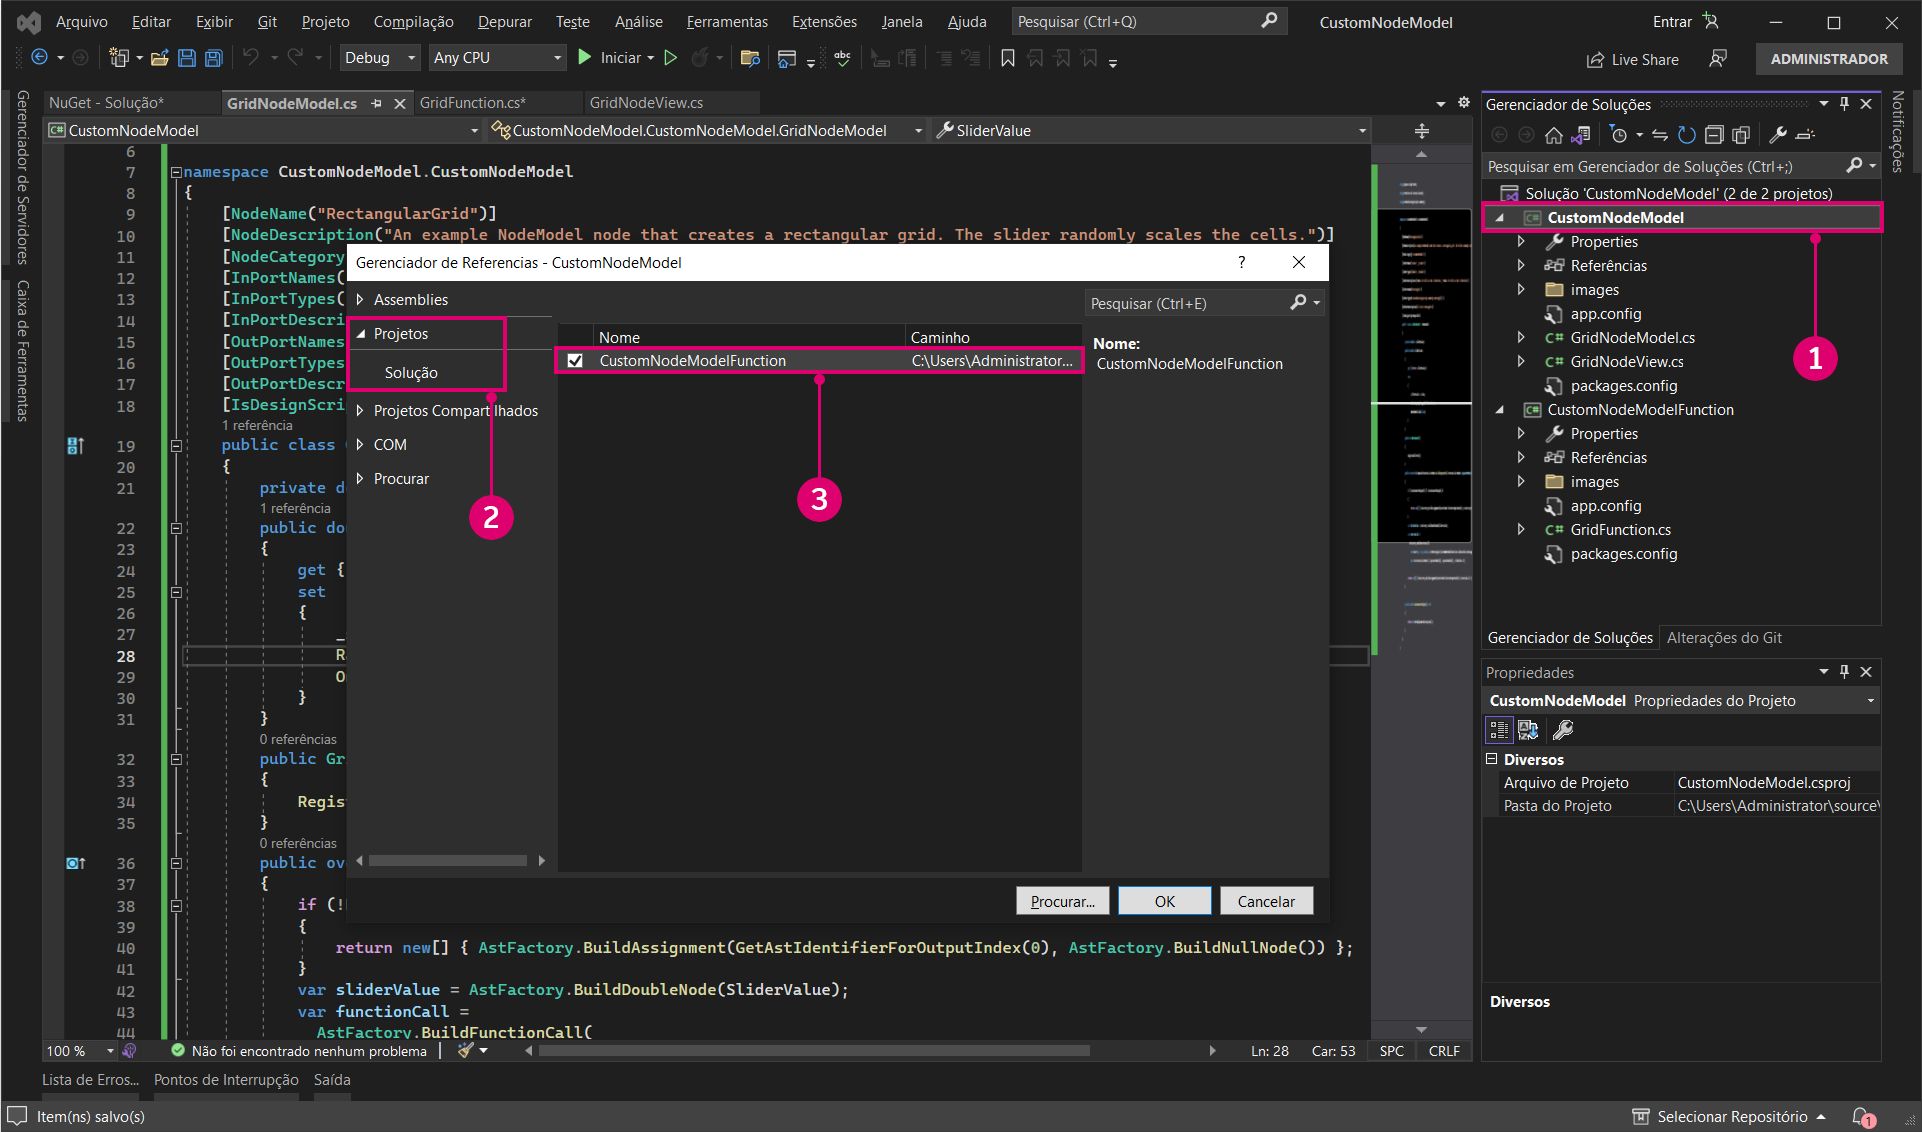 Arquivo Editar Exibir Git Projeto Compilação Depurar Teste Análise Ferramentas Extensões Janela Ajuda Pesquisar (Ctrl+Q) CustomNodeModel Entrar
Debug Any CPU Iniciar Live Share ADMINISTRADOR
Gerenciador de Servidores
Caixa de Ferramentas
NuGet - Solução* GridNodeModel.cs GridFunction.cs* GridNodeView.cs
CustomNodeModel CustomNodeModel.CustomNodeModel.GridNodeModel SliderValue
6
7 namespace CustomNodeModel.CustomNodeModel
8 {
9 [NodeName("RectangularGrid")]
10 [NodeDescription("An example NodeModel node that creates a rectangular grid. The slider randomly scales the cells.")]
11 [NodeCategory
12 [InPortNames(
13 [InPortTypes(
14 [InPortDescri
15 [OutPortNames
16 [OutPortTypes
17 [OutPortDescr
18 [IsDesignScri
1 referência
19 public class
20 {
21 private d
1 referência
22 public dou
23 {
24 get {
25 set
26 {
27 _
28 R
29 O
30 }
31 }
0 referências
32 public Gr
33 {
34 Regis
35 }
0 referências
36 public ov
37 {
38 if (!
39 {
40 return new[] { AstFactory.BuildAssignment(GetAstIdentifierForOutputIndex(0), AstFactory.BuildNullNode()) };
41 }
42 var sliderValue = AstFactory.BuildDoubleNode(SliderValue);
43 var functionCall =
44 AstFactory.BuildFunctionCall(
Gerenciador de Referencias - CustomNodeModel ?
Assemblies
Projetos
Solução
Projetos Compartilhados
COM
Procurar
2
Pesquisar (Ctrl+E)
Nome Caminho
CustomNodeModelFunction C:\Users\Administrator...
3
Nome:
CustomNodeModelFunction
Procurar... OK Cancelar
100 % Não foi encontrado nenhum problema Ln: 28 Car: 53 SPC CRLF
Lista de Erros... Pontos de Interrupção Saída
Item(ns) salvo(s) Selecionar Repositório 1
Gerenciador de Soluções
Pesquisar em Gerenciador de Soluções (Ctrl+;)
Solução 'CustomNodeModel' (2 de 2 projetos)
C# CustomNodeModel
1
Properties
Referências
images
app.config
C# GridNodeModel.cs
C# GridNodeView.cs
packages.config
C# CustomNodeModelFunction
Properties
Referências
images
app.config
C# GridFunction.cs
packages.config
Gerenciador de Soluções Alterações do Git
Propriedades
CustomNodeModel Propriedades do Projeto
Diversos
Arquivo de Projeto CustomNodeModel.csproj
Pasta do Projeto C:\Users\Administrator\source\
Diversos
Notificações